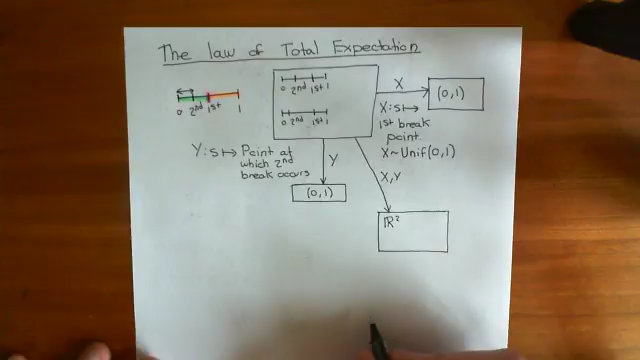 The law of Total Expectation
0 2nd 1st 1
0 2nd 1st 1
0 2nd 1st 1
X
(0,1)
X: s ↦
1st break
point.
X ~ Unif(0,1)
Y: s ↦ Point at
which 2nd
break occurs
Y
(0,1)
X,Y
ℝ²